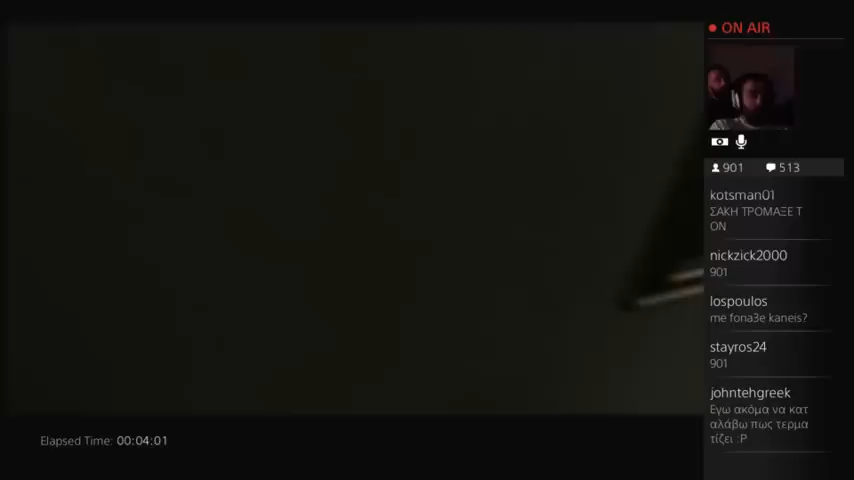 ON AIR
901 513
kotsman01
ΣΑΚΗ ΤΡΟΜΑΞΕ Τ
ΟΝ
nickzick2000
901
lospoulos
me fona3e kaneis?
stayros24
901
johntehgreek
Εγω ακόμα να κατ
αλάβω πως τερμα
τίζει :P
Elapsed Time: 00:04:01